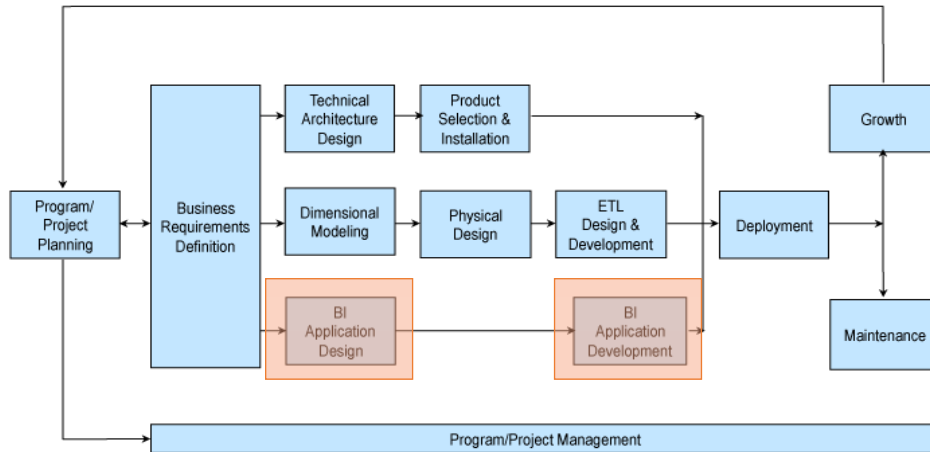 Technical
Architecture
Design
Product
Selection &
Installation
Growth
Program/
Project
Planning
Business
Requirements
Definition
Dimensional
Modeling
Physical
Design
ETL
Design &
Development
Deployment
BI
Application
Design
BI
Application
Development
Maintenance
Program/Project Management